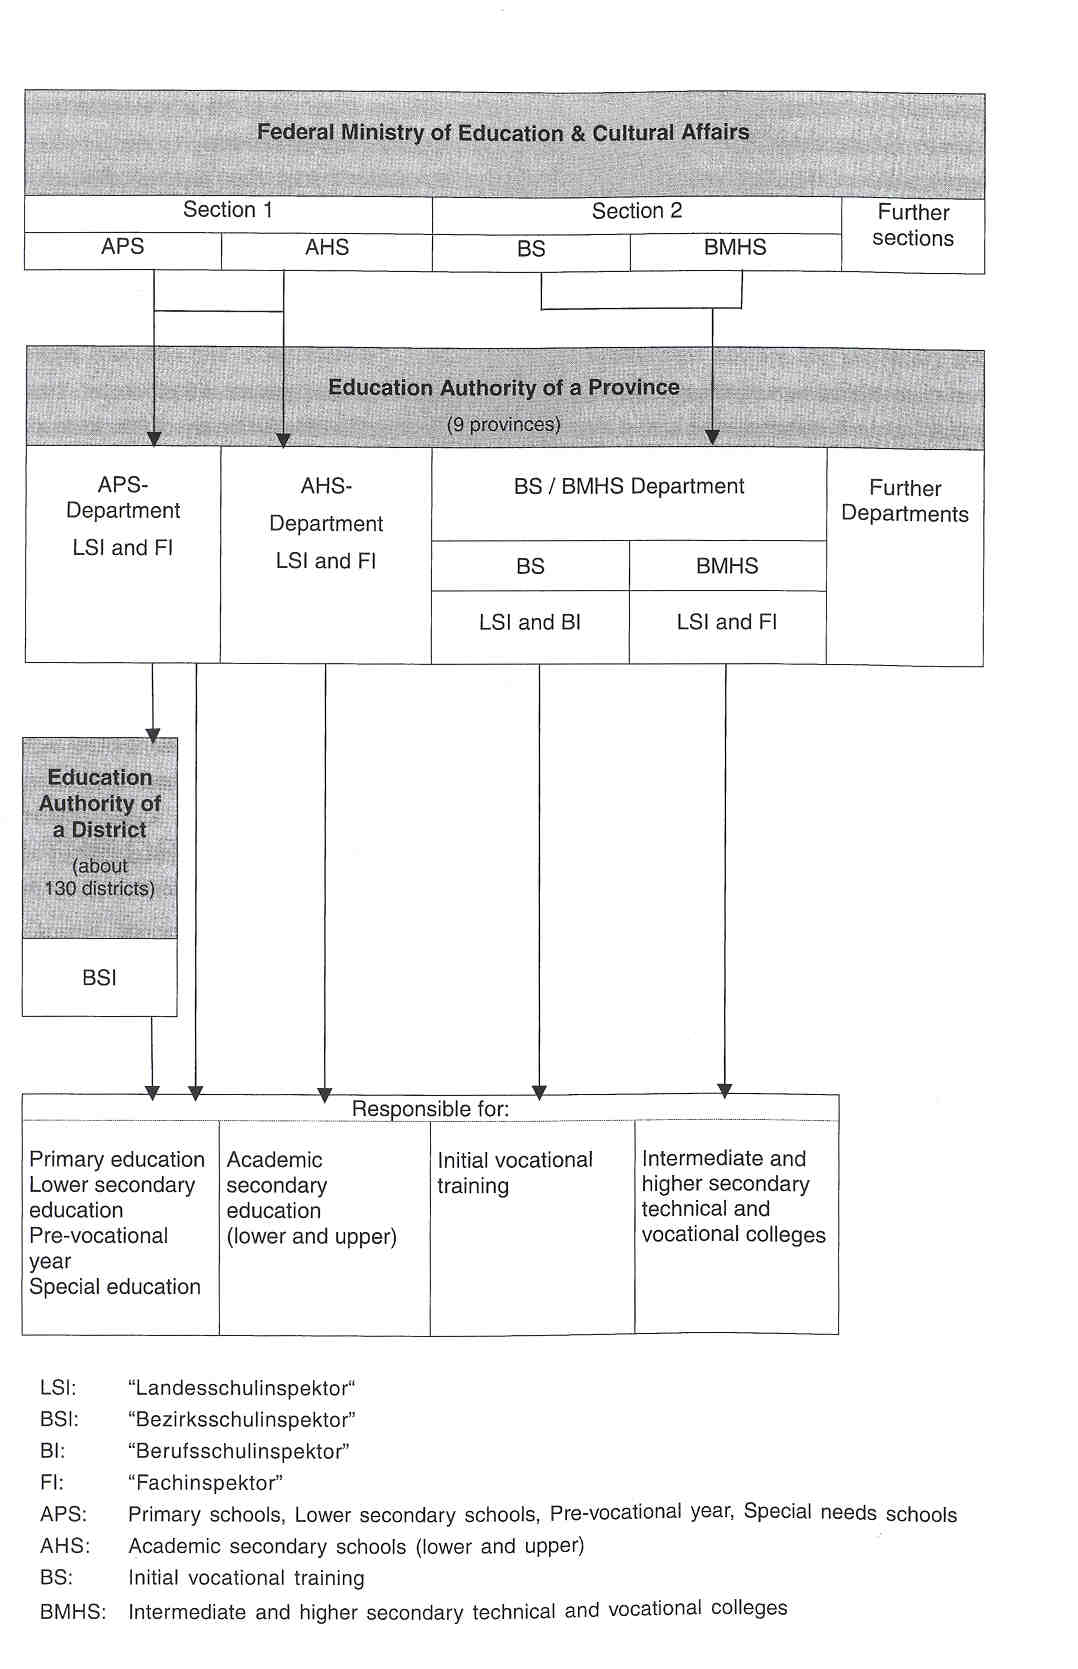 Federal Ministry of Education & Cultural Affairs
Section 1
Section 2
Further
sections
APS
AHS
BS
BMHS
Education Authority of a Province
(9 provinces)
APS-
Department
LSI and FI
AHS-
Department
LSI and FI
BS / BMHS Department
BS
BMHS
LSI and BI
LSI and FI
Further
Departments
Education
Authority of
a District
(about
130 districts)
BSI
Responsible for:
Primary education
Lower secondary
education
Pre-vocational
year
Special education
Academic
secondary
education
(lower and upper)
Initial vocational
training
Intermediate and
higher secondary
technical and
vocational colleges
LSI: “Landesschulinspektor“
BSI: “Bezirksschulinspektor”
BI: “Berufsschulinspektor”
FI: “Fachinspektor”
APS: Primary schools, Lower secondary schools, Pre-vocational year, Special needs schools
AHS: Academic secondary schools (lower and upper)
BS: Initial vocational training
BMHS: Intermediate and higher secondary technical and vocational colleges